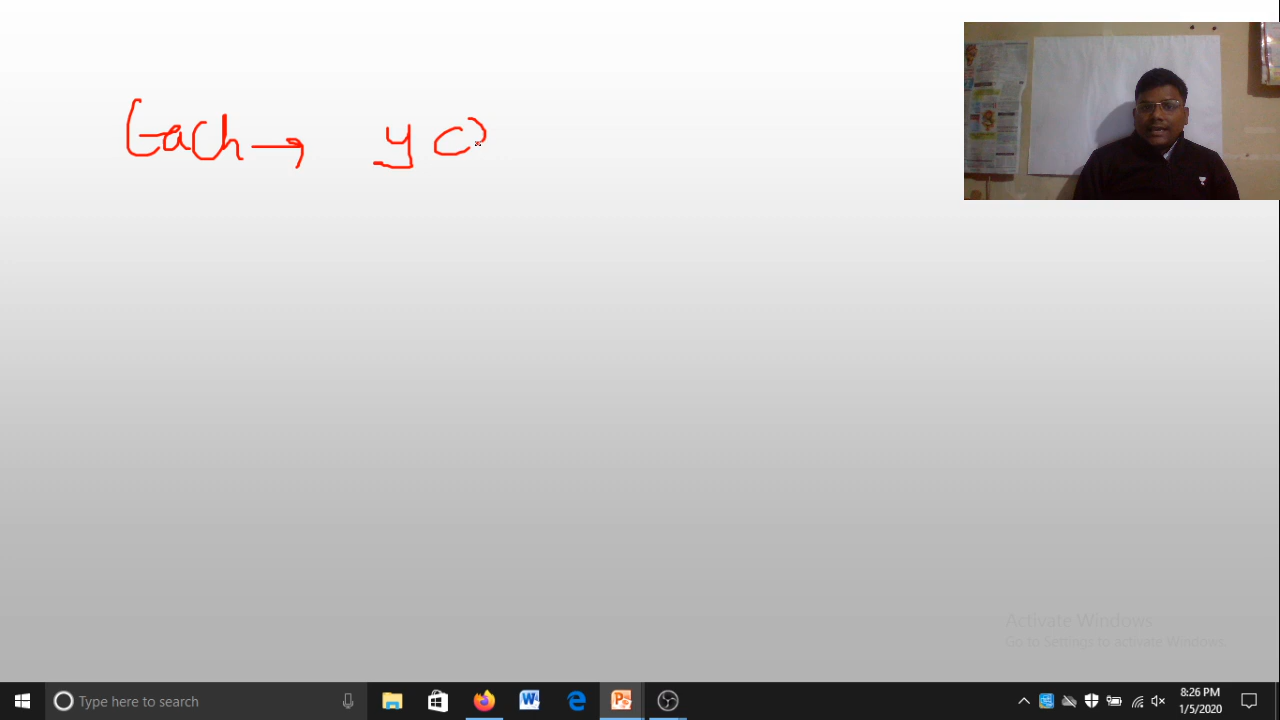 Each → y
Activate Windows
Go to Settings to activate Windows.
Type here to search
8:26 PM
1/5/2020